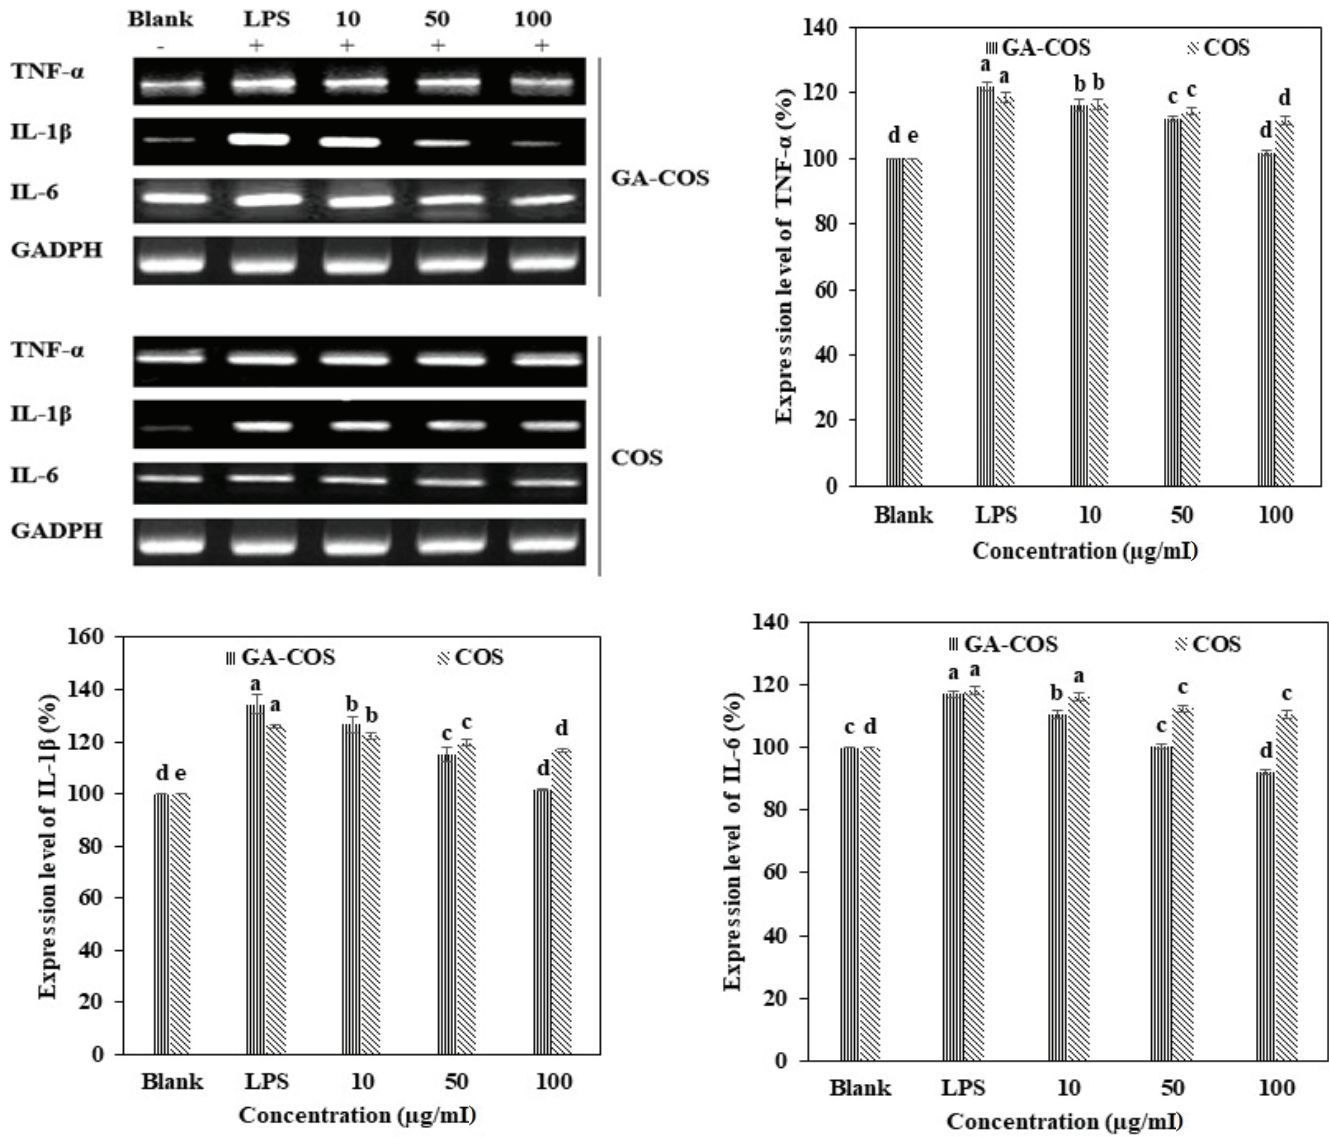 Blank LPS 10 50 100
- + + + +
TNF-α
IL-1β
IL-6
GADPH
GA-COS
TNF-α
IL-1β
IL-6
GADPH
COS
140
120
100
80
60
40
20
0
Expression level of TNF-α (%)
GA-COS COS
d e a a b b c c d d
Blank LPS 10 50 100
Concentration (μg/mI)
160
140
120
100
80
60
40
20
0
Expression level of IL-1β (%)
GA-COS COS
d e a a b b c c d d
Blank LPS 10 50 100
Concentration (μg/mI)
140
120
100
80
60
40
20
0
Expression level of IL-6 (%)
GA-COS COS
c d a a b a c c d c
Blank LPS 10 50 100
Concentration (μg/mI)